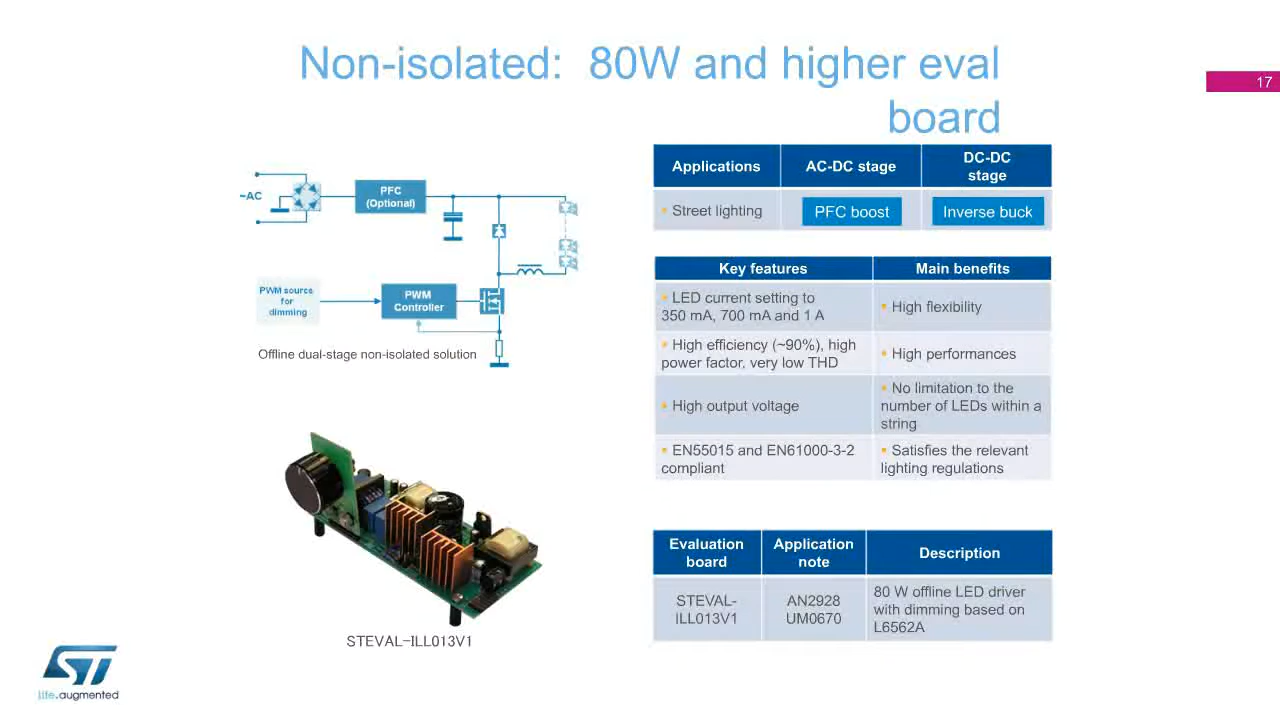 Non-isolated: 80W and higher eval
board
17
~AC
PFC
(Optional)
PWM source
for
dimming
PWM
Controller
Offline dual-stage non-isolated solution
STEVAL-ILL013V1
Applications
AC-DC stage
DC-DC
stage
Street lighting
PFC boost
Inverse buck
Key features
Main benefits
LED current setting to
350 mA, 700 mA and 1 A
High flexibility
High efficiency (~90%), high
power factor, very low THD
High performances
High output voltage
No limitation to the
number of LEDs within a
string
EN55015 and EN61000-3-2
compliant
Satisfies the relevant
lighting regulations
Evaluation
board
Application
note
Description
STEVAL-
ILL013V1
AN2928
UM0670
80 W offline LED driver
with dimming based on
L6562A
ST
life.augmented